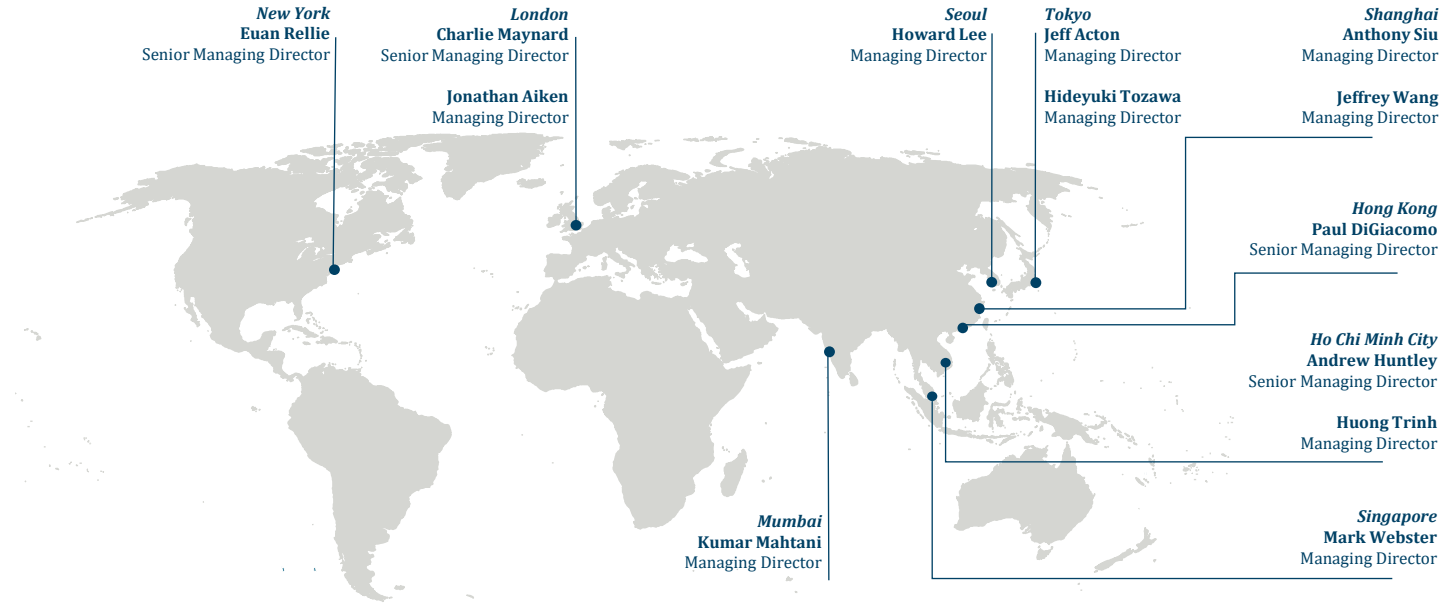 New York
Euan Rellie
Senior Managing Director
London
Charlie Maynard
Senior Managing Director
Jonathan Aiken
Managing Director
Seoul
Howard Lee
Managing Director
Tokyo
Jeff Acton
Managing Director
Hideyuki Tozawa
Managing Director
Shanghai
Anthony Siu
Managing Director
Jeffrey Wang
Managing Director
Hong Kong
Paul DiGiacomo
Senior Managing Director
Ho Chi Minh City
Andrew Huntley
Senior Managing Director
Huong Trinh
Managing Director
Mumbai
Kumar Mahtani
Managing Director
Singapore
Mark Webster
Managing Director